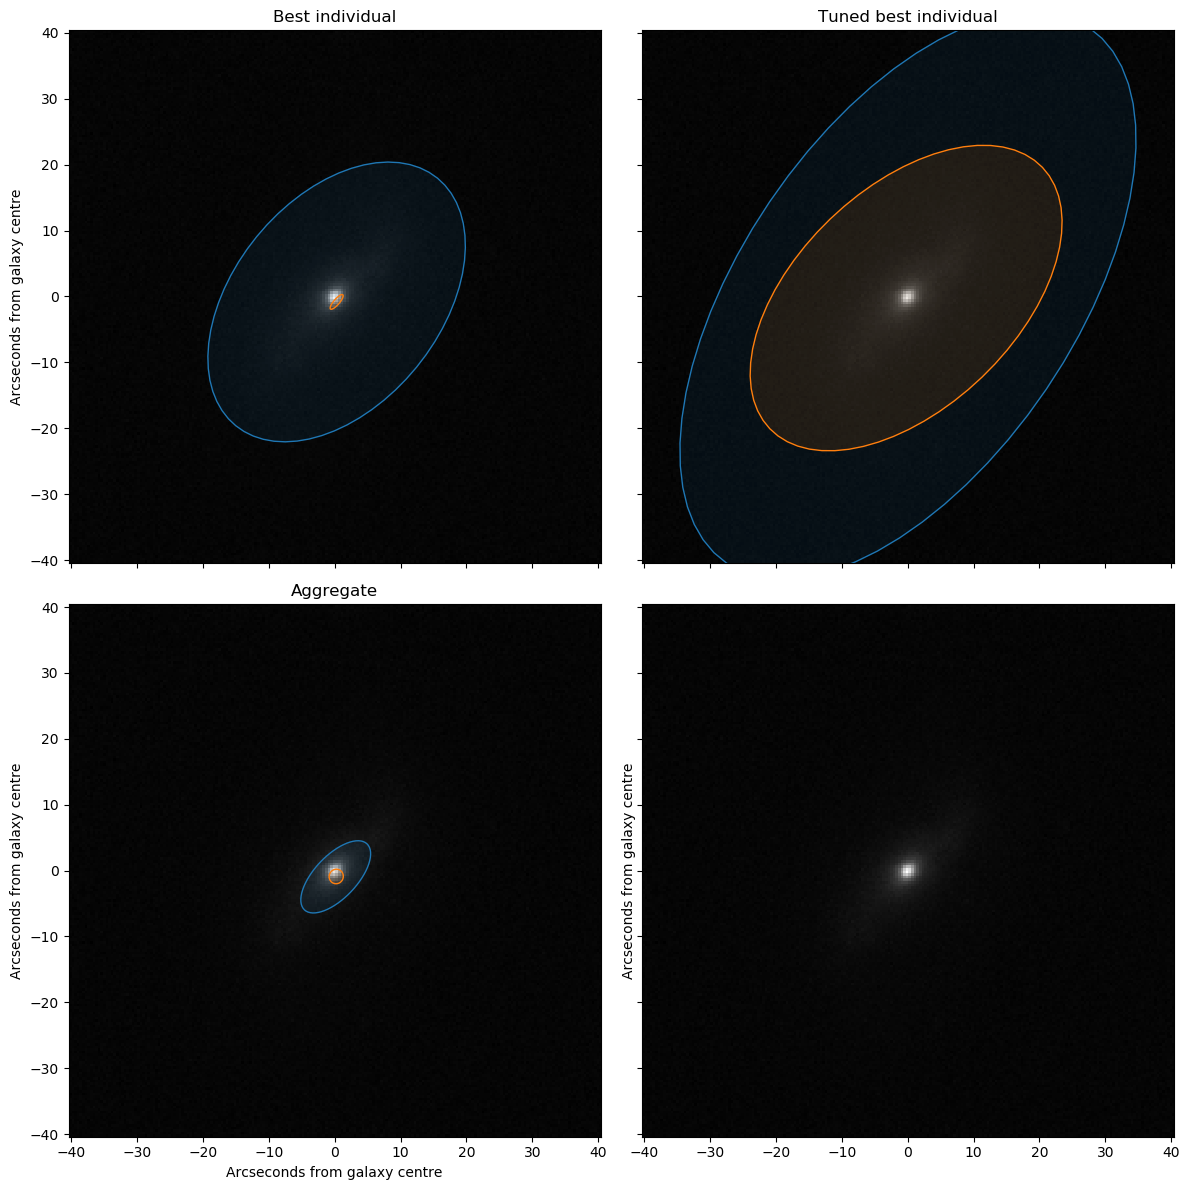 Best individual
Tuned best individual
40
30
20
10
0
−10
−20
−30
−40
Arcseconds from galaxy centre
Aggregate
40
30
20
10
0
−10
−20
−30
−40
Arcseconds from galaxy centre
Arcseconds from galaxy centre
−40 −30 −20 −10 0 10 20 30 40
−40 −30 −20 −10 0 10 20 30 40
Arcseconds from galaxy centre